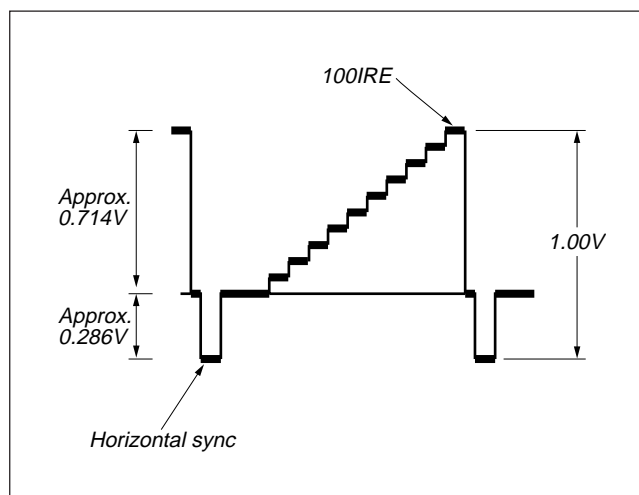 100IRE
Approx.
0.714V
1.00V
Approx.
0.286V
Horizontal sync